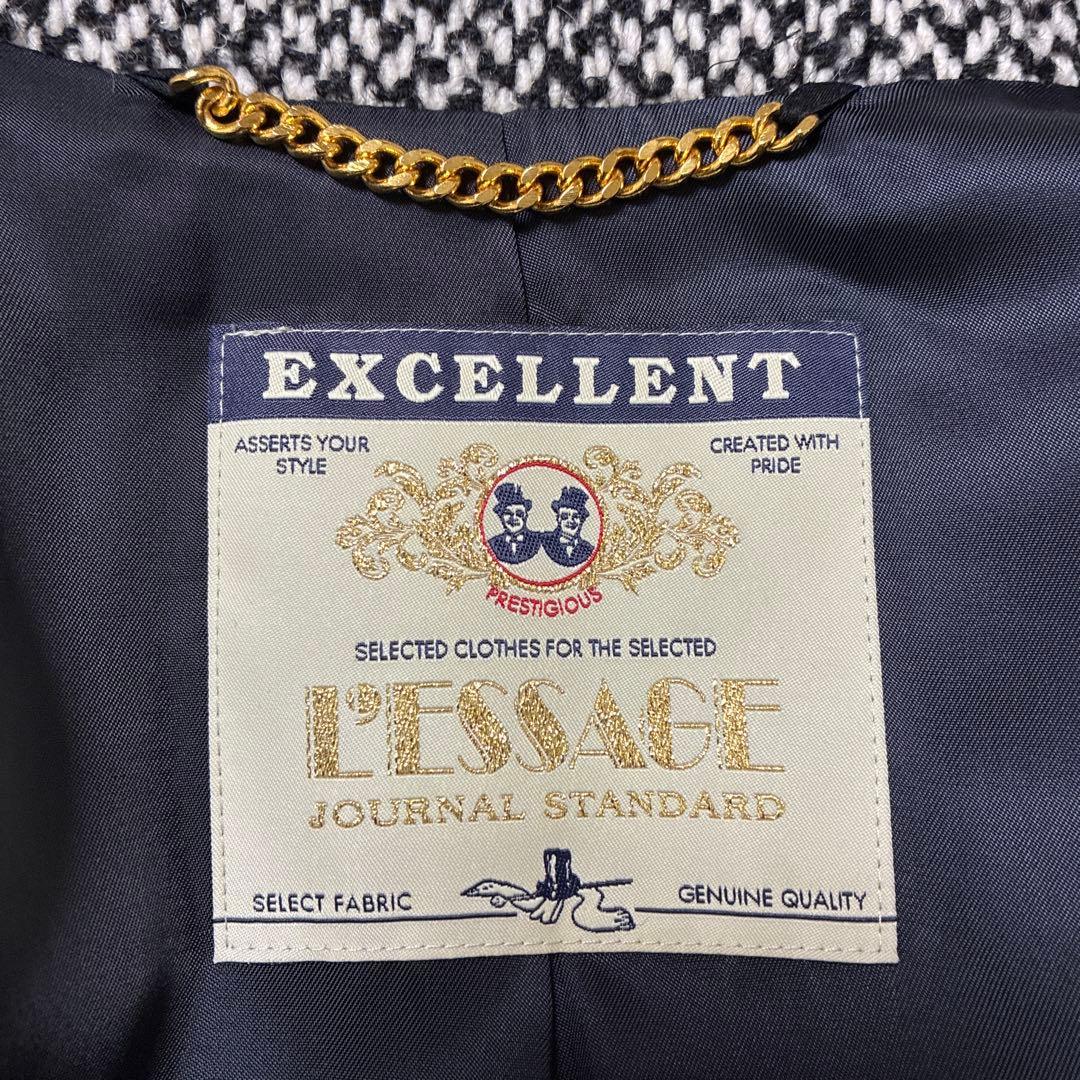 EXCELLENT
ASSERTS YOUR
STYLE
CREATED WITH
PRIDE
PRESTIGIOUS
SELECTED CLOTHES FOR THE SELECTED
L'ESSAGE
JOURNAL STANDARD
SELECT FABRIC
GENUINE QUALITY